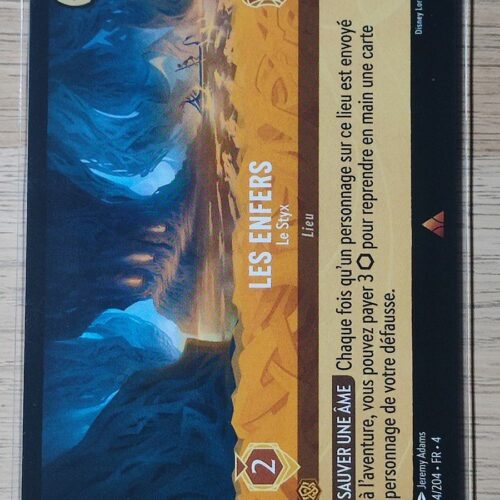 LES ENFERS
Le Styx
Lieu
2
SAUVER UNE ÂME Chaque fois qu'un personnage sur ce lieu est envoyé
à l'aventure, vous pouvez payer 3 pour reprendre en main une carte
personnage de votre défausse.
Jeremy Adams
4/204 • FR • 4
Disney Lor